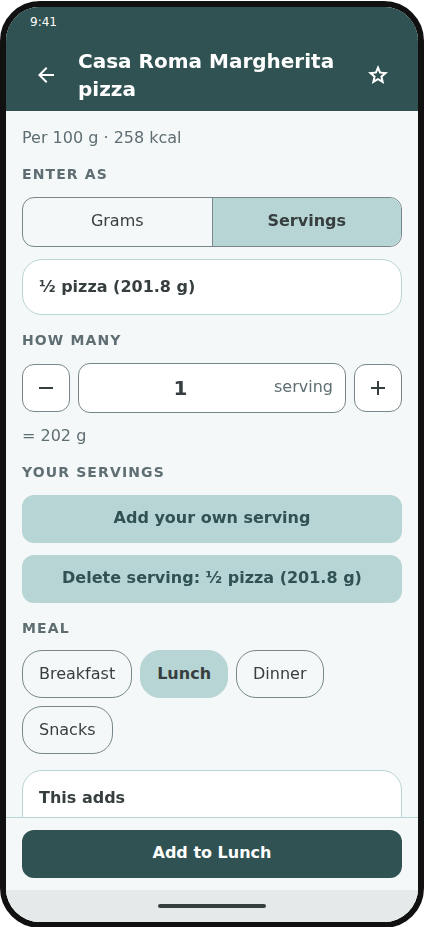 9:41
Casa Roma Margherita
pizza
Per 100 g · 258 kcal
ENTER AS
Grams
Servings
½ pizza (201.8 g)
HOW MANY
1
serving
= 202 g
YOUR SERVINGS
Add your own serving
Delete serving: ½ pizza (201.8 g)
MEAL
Breakfast
Lunch
Dinner
Snacks
This adds
Add to Lunch